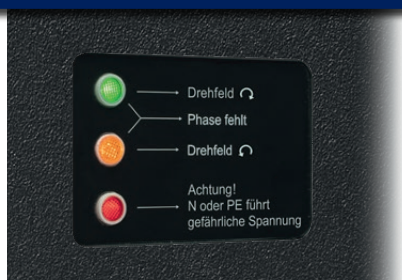 Drehfeld
Phase fehlt
Drehfeld
Achtung!
N oder PE führt
gefährliche Spannung